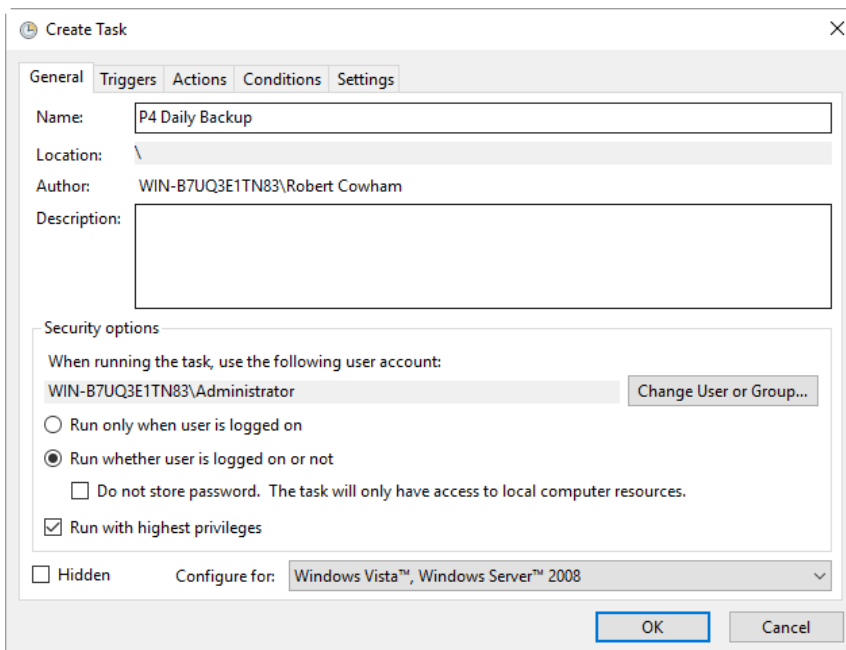 Create Task
General Triggers Actions Conditions Settings
Name: P4 Daily Backup
Location: \
Author: WIN-B7UQ3E1TN83\Robert Cowham
Description:
Security options
When running the task, use the following user account:
WIN-B7UQ3E1TN83\Administrator Change User or Group...
Run only when user is logged on
Run whether user is logged on or not
Do not store password. The task will only have access to local computer resources.
Run with highest privileges
Hidden Configure for: Windows Vista™, Windows Server™ 2008
OK Cancel